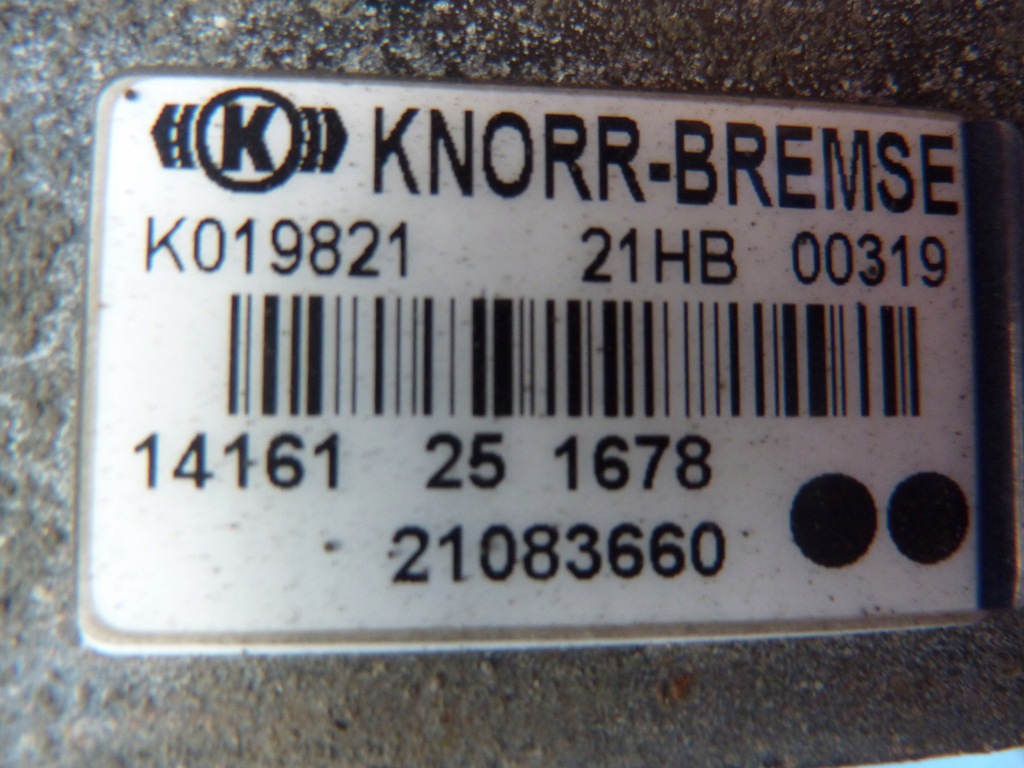 K KNORR-BREMSE
K019821 21HB 00319
14161 25 1678
21083660